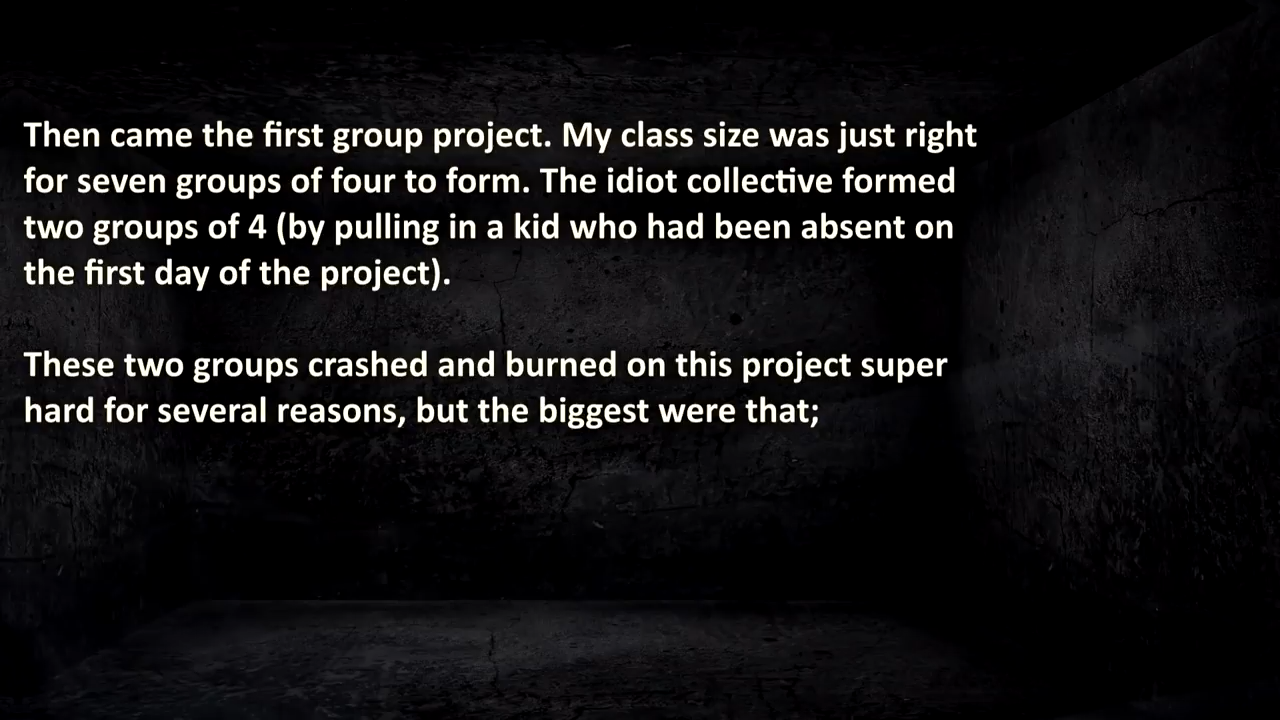 Then came the first group project. My class size was just right
for seven groups of four to form. The idiot collective formed
two groups of 4 (by pulling in a kid who had been absent on
the first day of the project).
These two groups crashed and burned on this project super
hard for several reasons, but the biggest were that;